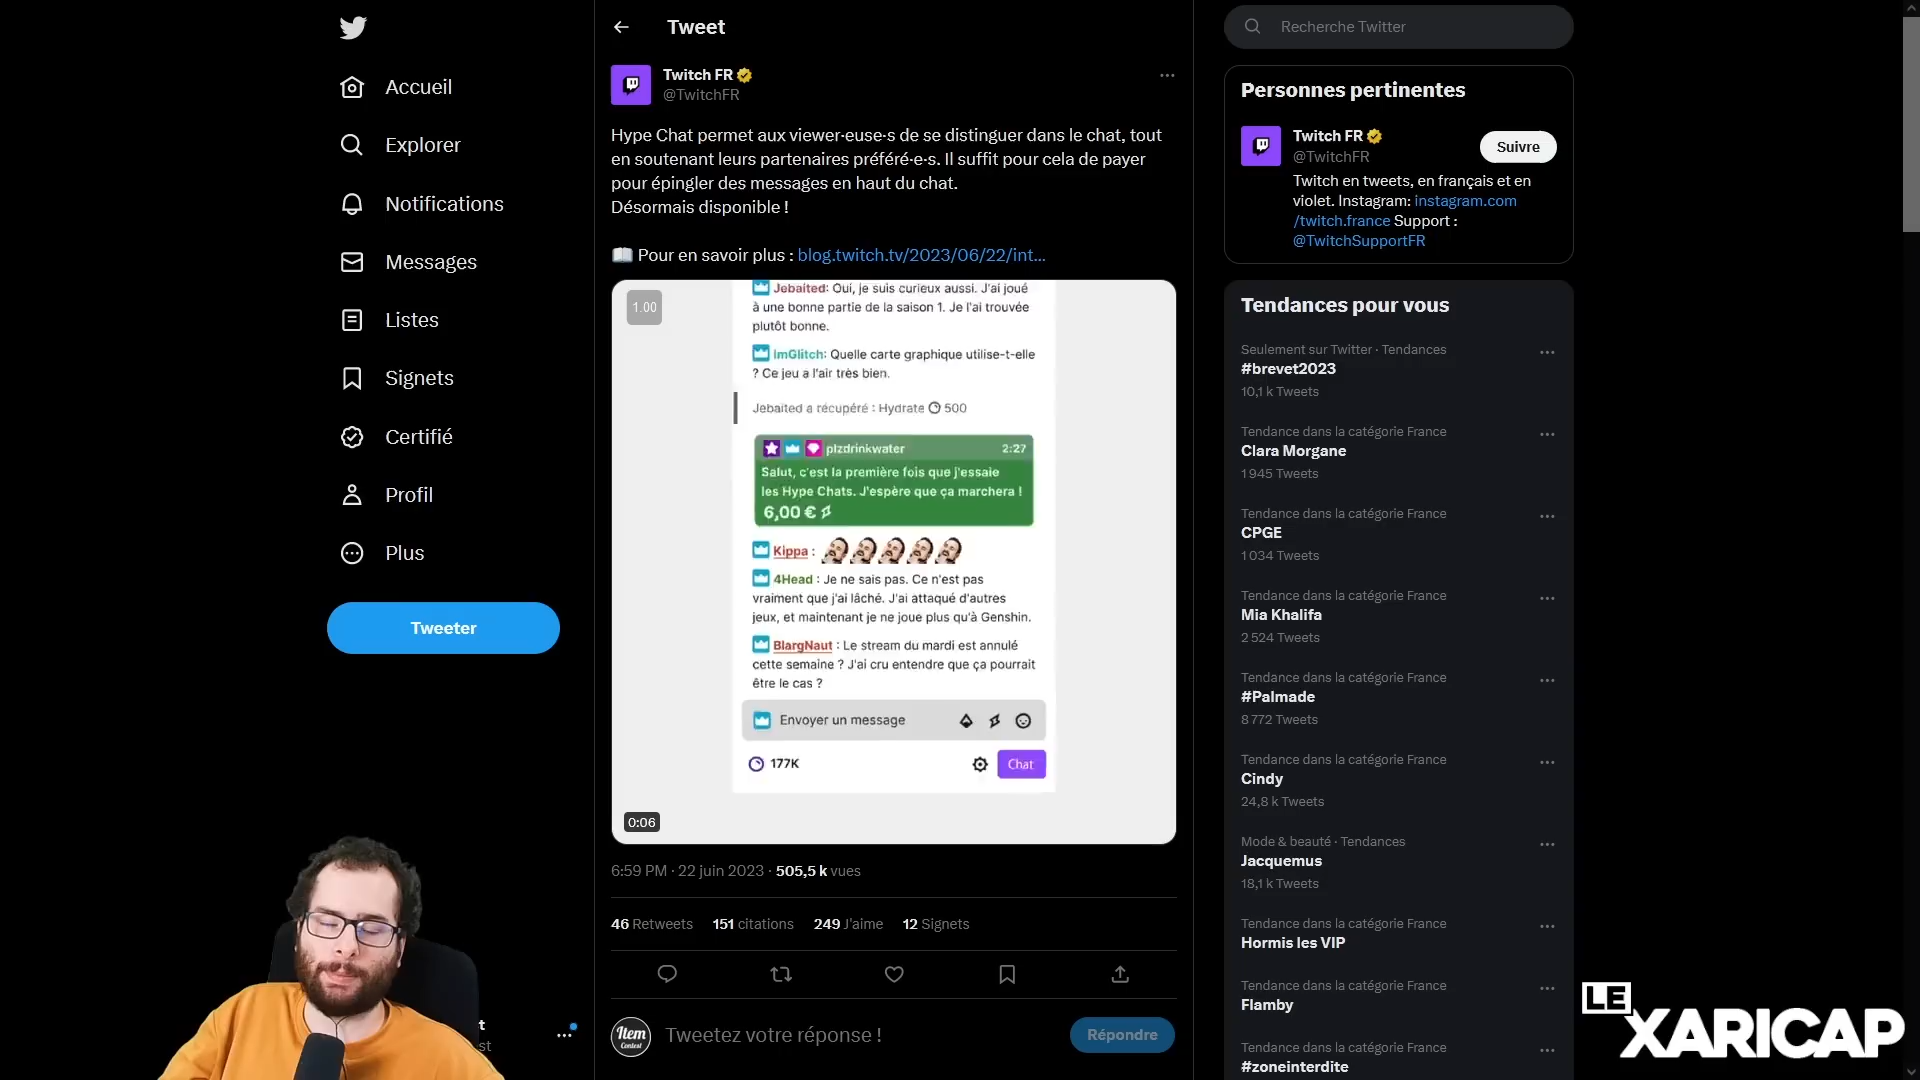 Accueil
Explorer
Notifications
Messages
Listes
Signets
Certifié
Profil
Plus
Tweeter
t
st
Tweet
Twitch FR
@TwitchFR
Hype Chat permet aux viewer·euse·s de se distinguer dans le chat, tout
en soutenant leurs partenaires préféré·e·s. Il suffit pour cela de payer
pour épingler des messages en haut du chat.
Désormais disponible !
Pour en savoir plus : blog.twitch.tv/2023/06/22/int...
1.00
Jebaited: Oui, je suis curieux aussi. J'ai joué
à une bonne partie de la saison 1. Je l'ai trouvée
plutôt bonne.
ImGlitch: Quelle carte graphique utilise-t-elle
? Ce jeu a l'air très bien.
Jebaited a récupéré : Hydrate 500
plzdrinkwater 2:27
Salut, c'est la première fois que j'essaie
les Hype Chats. J'espère que ça marchera !
6,00 €
Kippa :
4Head : Je ne sais pas. Ce n'est pas
vraiment que j'ai lâché. J'ai attaqué d'autres
jeux, et maintenant je ne joue plus qu'à Genshin.
BlargNaut : Le stream du mardi est annulé
cette semaine ? J'ai cru entendre que ça pourrait
être le cas ?
Envoyer un message
177K
Chat
0:06
6:59 PM · 22 juin 2023 · 505,5 k vues
46 Retweets 151 citations 249 J'aime 12 Signets
Item
Contest
Tweetez votre réponse !
Répondre
Recherche Twitter
Personnes pertinentes
Twitch FR
@TwitchFR
Suivre
Twitch en tweets, en français et en
violet. Instagram: instagram.com
/twitch.france Support :
@TwitchSupportFR
Tendances pour vous
Seulement sur Twitter · Tendances
#brevet2023
10,1 k Tweets
Tendance dans la catégorie France
Clara Morgane
1 945 Tweets
Tendance dans la catégorie France
CPGE
1 034 Tweets
Tendance dans la catégorie France
Mia Khalifa
2 524 Tweets
Tendance dans la catégorie France
#Palmade
8 772 Tweets
Tendance dans la catégorie France
Cindy
24,8 k Tweets
Mode & beauté · Tendances
Jacquemus
18,1 k Tweets
Tendance dans la catégorie France
Hormis les VIP
Tendance dans la catégorie France
Flamby
Tendance dans la catégorie France
#zoneinterdite
LE
XARICAP